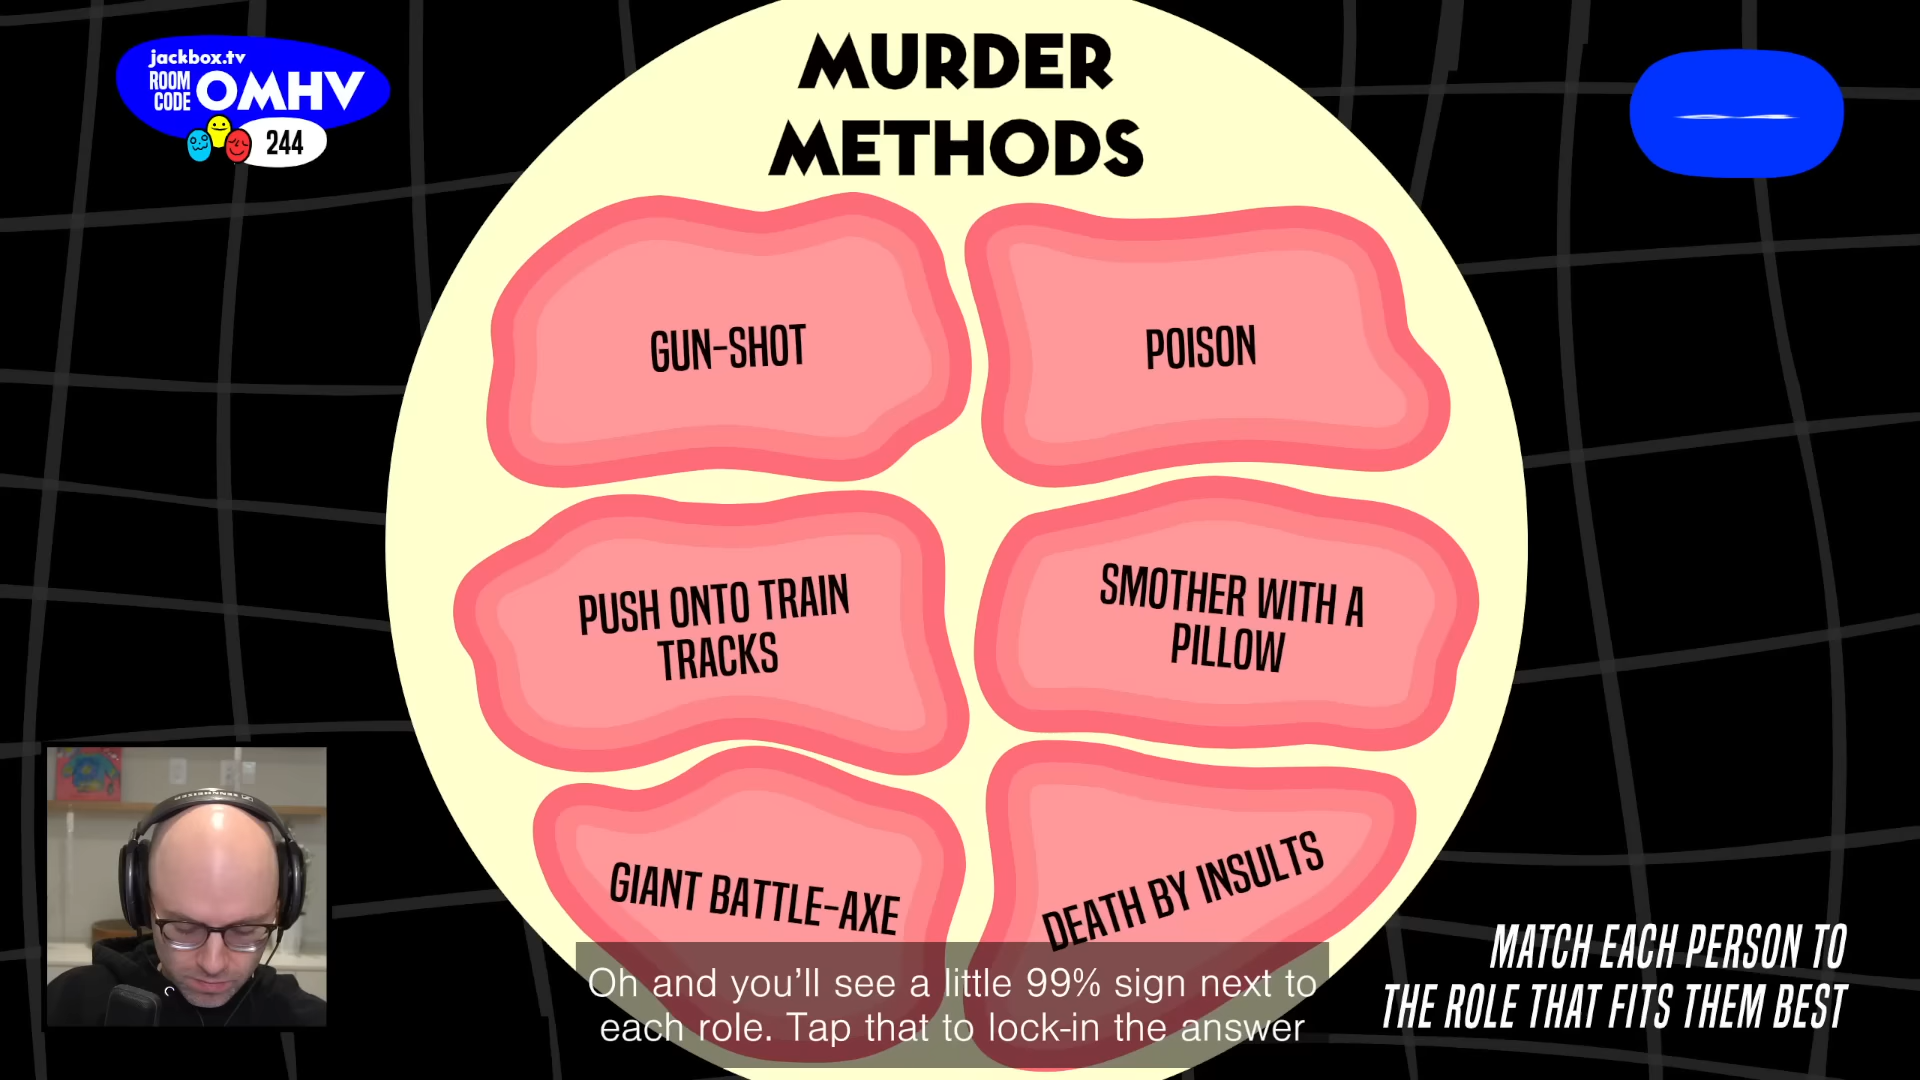 jackbox.tv
ROOM
CODE
OMHV
244
MURDER
METHODS
GUN-SHOT
POISON
PUSH ONTO TRAIN
TRACKS
SMOTHER WITH A
PILLOW
GIANT BATTLE-AXE
DEATH BY INSULTS
Oh and you’ll see a little 99% sign next to
each role. Tap that to lock-in the answer
MATCH EACH PERSON TO
THE ROLE THAT FITS THEM BEST
SENNHEISER